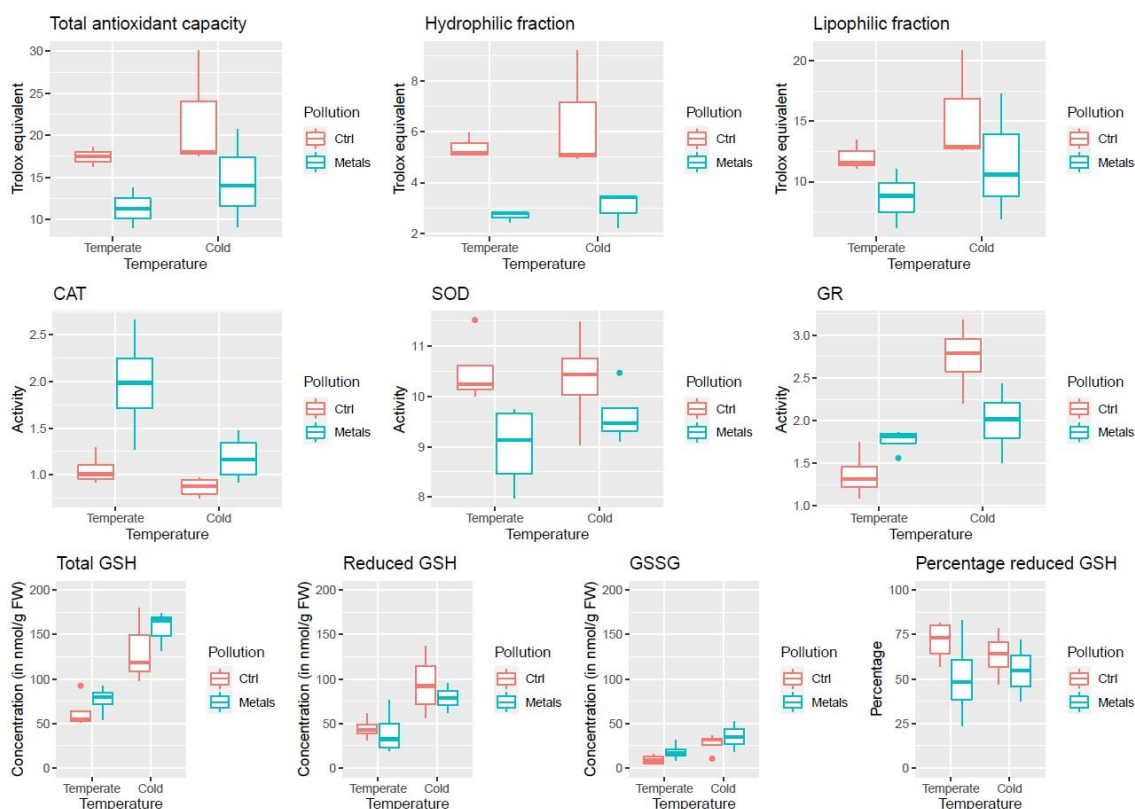 Total antioxidant capacity
Trolox equivalent
30
25
20
15
10
Temperate
Cold
Temperature
Pollution
Ctrl
Metals
Hydrophilic fraction
Trolox equivalent
8
6
4
2
Temperate
Cold
Temperature
Pollution
Ctrl
Metals
Lipophilic fraction
Trolox equivalent
20
15
10
Temperate
Cold
Temperature
Pollution
Ctrl
Metals
CAT
Activity
2.5
2.0
1.5
1.0
Temperate
Cold
Temperature
Pollution
Ctrl
Metals
SOD
Activity
11
10
9
8
Temperate
Cold
Temperature
Pollution
Ctrl
Metals
GR
Activity
3.0
2.5
2.0
1.5
1.0
Temperate
Cold
Temperature
Pollution
Ctrl
Metals
Total GSH
Concentration (in nmol/g FW)
200
150
100
50
0
Temperate
Cold
Temperature
Pollution
Ctrl
Metals
Reduced GSH
Concentration (in nmol/g FW)
200
150
100
50
0
Temperate
Cold
Temperature
Pollution
Ctrl
Metals
GSSG
Concentration (in nmol/g FW)
200
150
100
50
0
Temperate
Cold
Temperature
Pollution
Ctrl
Metals
Percentage reduced GSH
Percentage
100
75
50
25
0
Temperate
Cold
Temperature
Pollution
Ctrl
Metals